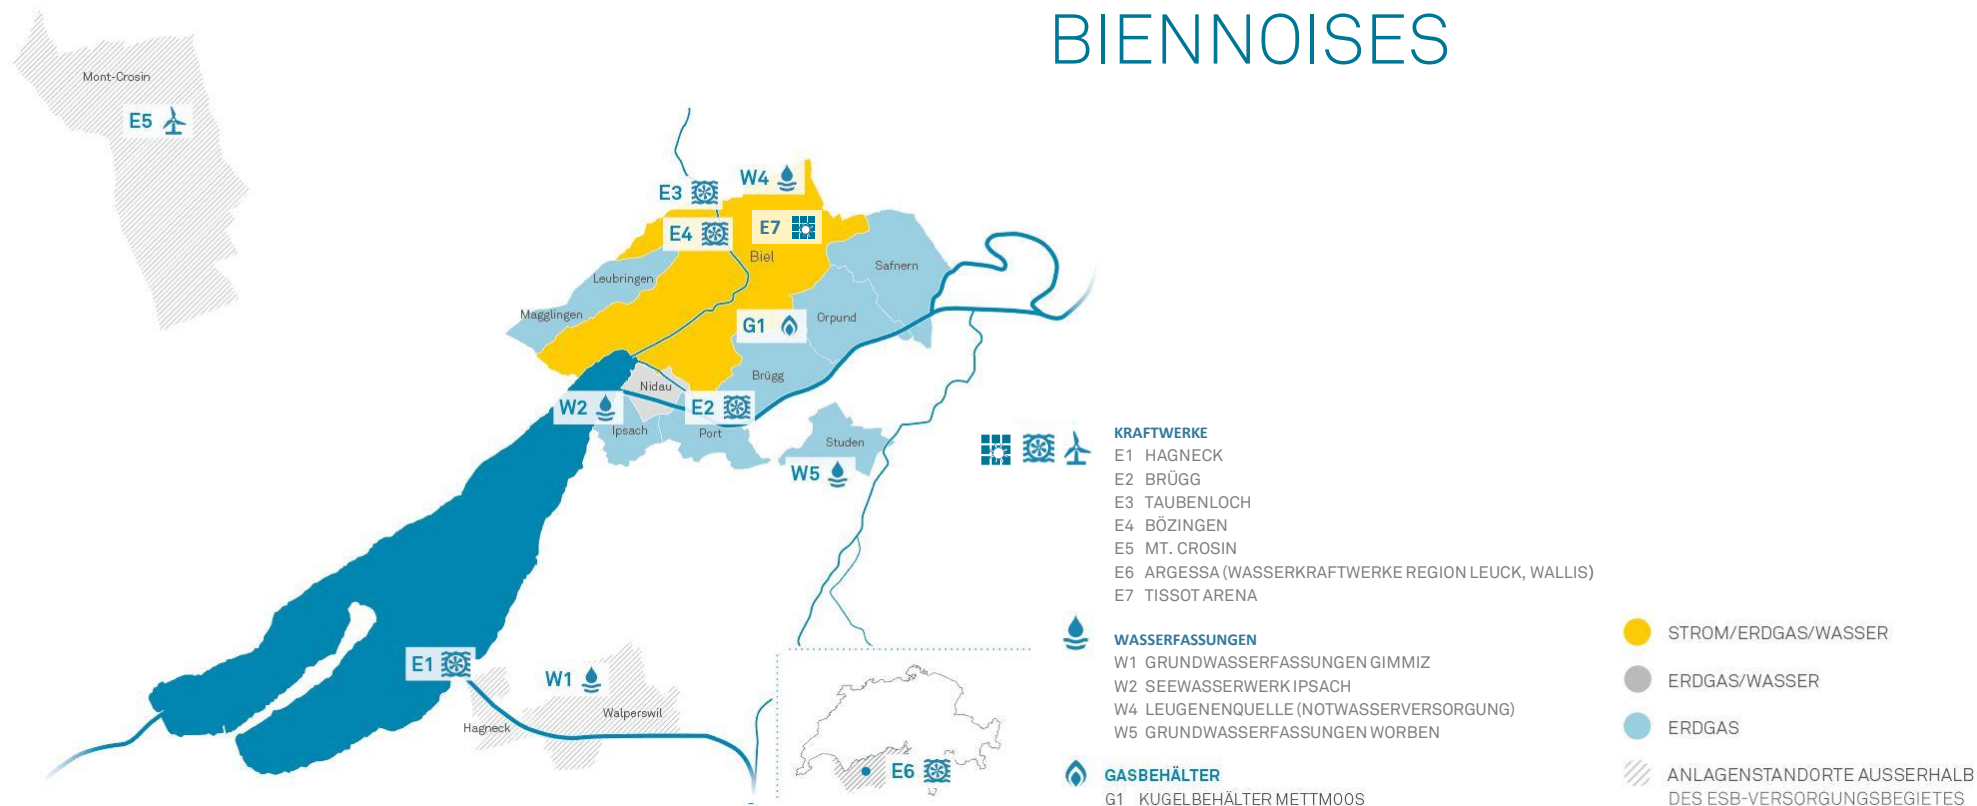 BIENNOISES
Mont-Crosin
E5
W4
E3
E7
E4
Biel
Safnern
Leubringen
Magglingen
G1
Orpund
Brügg
Nidau
W2
E2
Ipsach
Port
Studen
W5
E1
W1
Walperswil
Hagneck
E6
KRAFTWERKE
E1 HAGNECK
E2 BRÜGG
E3 TAUBENLOCH
E4 BÖZINGEN
E5 MT. CROSIN
E6 ARGESSA (WASSERKRAFTWERKE REGION LEUCK, WALLIS)
E7 TISSOT ARENA
WASSERFASSUNGEN
W1 GRUNDWASSERFASSUNGEN GIMMIZ
W2 SEEWASSERWERK IPSACH
W4 LEUGENENQUELLE (NOTWASSERVERSORGUNG)
W5 GRUNDWASSERFASSUNGEN WORBEN
GASBEHÄLTER
G1 KUGELBEHÄLTER METTMOOS
STROM/ERDGAS/WASSER
ERDGAS/WASSER
ERDGAS
ANLAGENSTANDORTE AUSSERHALB
DES ESB-VERSORGUNGSBEGIETES